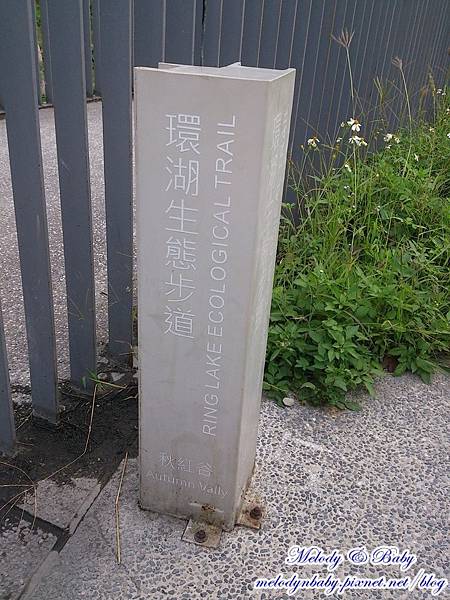 環湖生態步道
RING LAKE ECOLOGICAL TRAIL
秋紅谷
Autumn Vally
Melody & Baby
melodynbaby.pixnet.net/blog